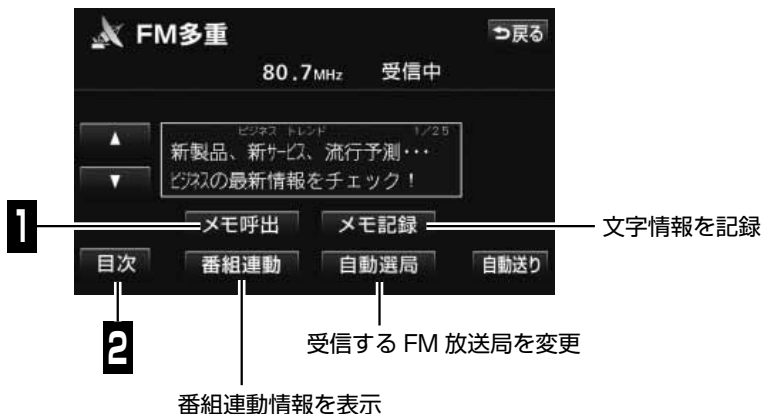 FM多重 戻る
80.7MHz 受信中
ビジネス トレンド 1/25
▲ 新製品、新サービス、流行予測・・・
▼ ビジネスの最新情報をチェック！
1 メモ呼出 メモ記録 文字情報を記録
目次 番組連動 自動選局 自動送り
2
受信する FM 放送局を変更
番組連動情報を表示